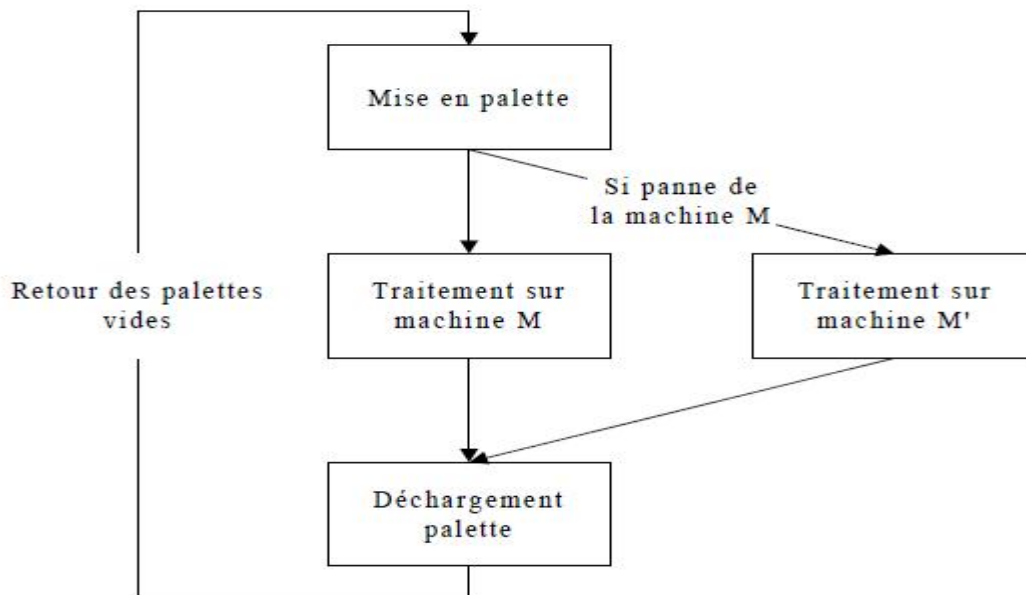 Mise en palette
Si panne de
la machine M
Retour des palettes
vides
Traitement sur
machine M
Traitement sur
machine M'
Déchargement
palette